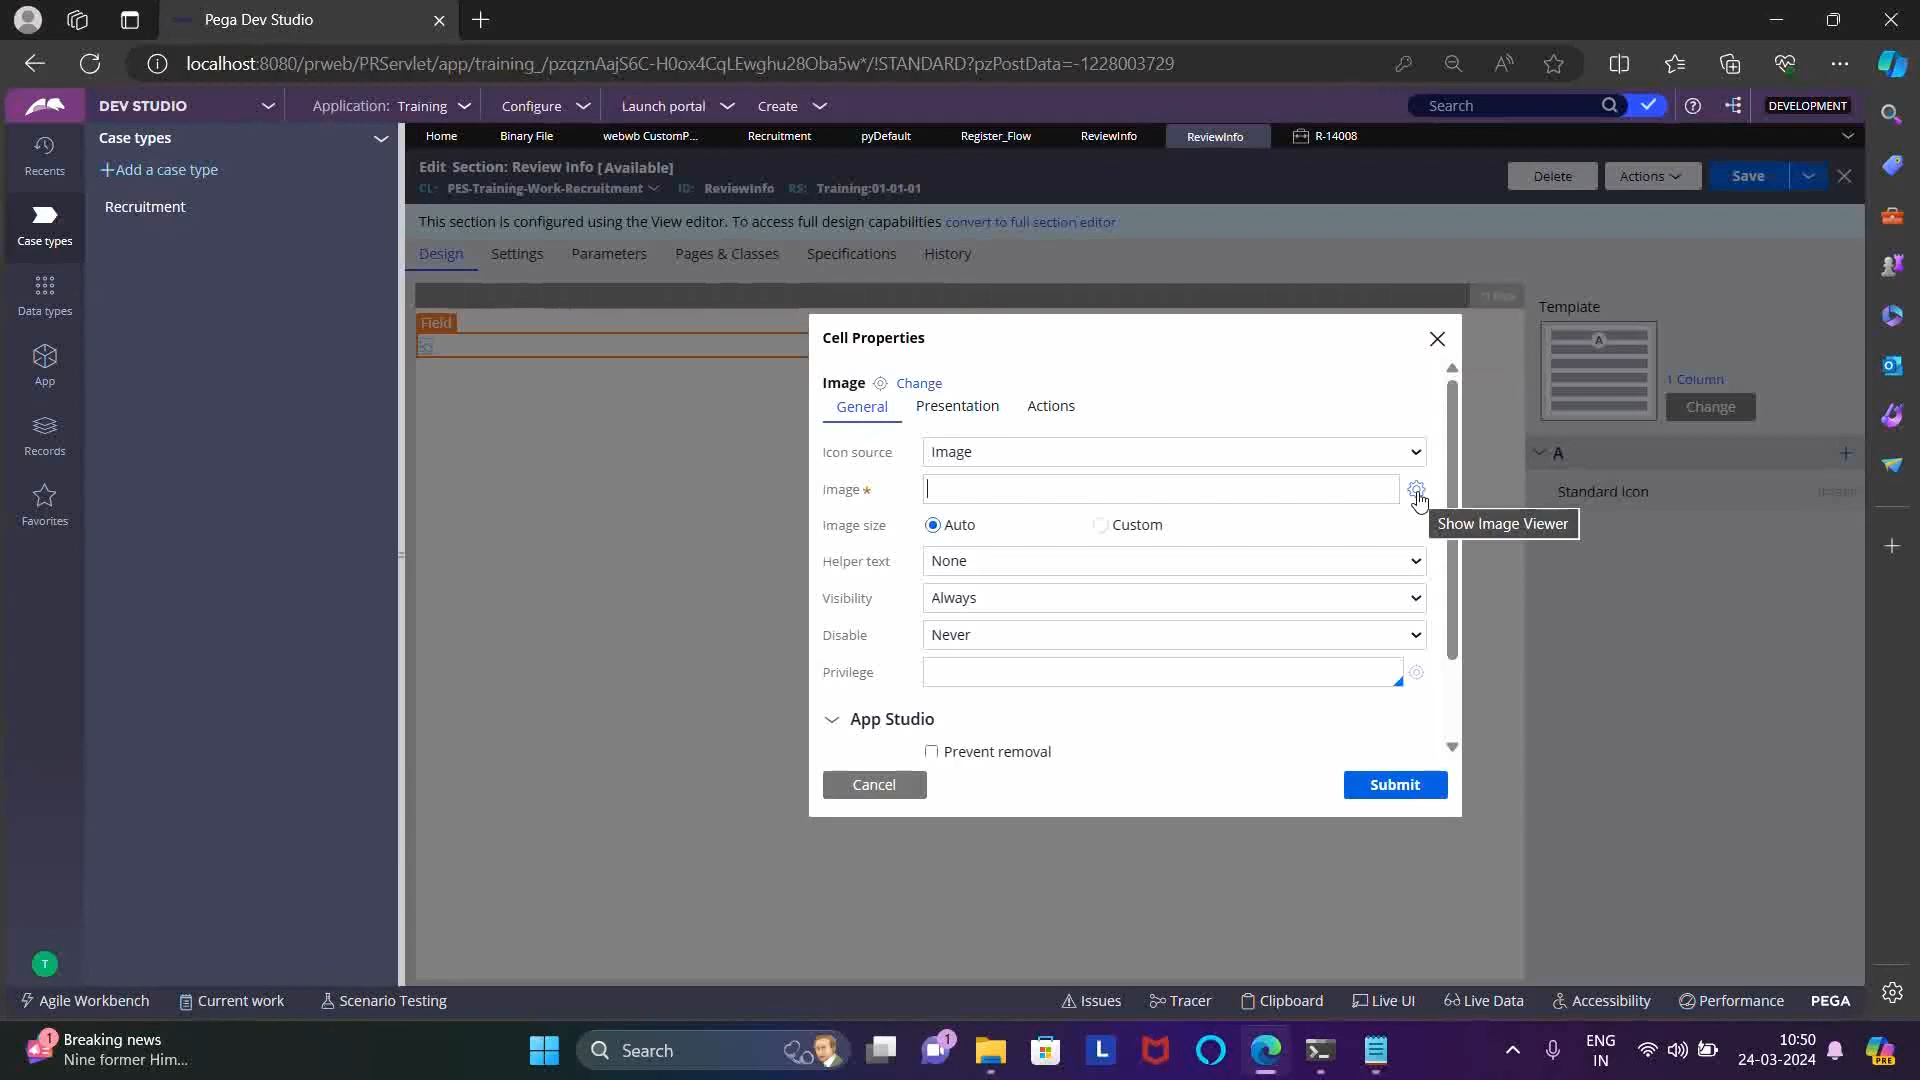 Pega Dev Studio
localhost:8080/prweb/PRServlet/app/training_/pzqznAajS6C-H0ox4CqLEwghu28Oba5w*/!STANDARD?pzPostData=-1228003729
DEV STUDIO
Application: Training
Configure
Launch portal
Create
Search
DEVELOPMENT
Recents
Case types
Data types
App
Records
Favorites
T
Case types
Add a case type
Recruitment
Home
Binary File
webwb CustomP...
Recruitment
pyDefault
Register_Flow
ReviewInfo
ReviewInfo
R-14008
Edit Section: Review Info [Available]
CL: PES-Training-Work-Recruitment ID: ReviewInfo RS: Training:01-01-01
Delete
Actions
Save
This section is configured using the View editor. To access full design capabilities convert to full section editor
Design
Settings
Parameters
Pages & Classes
Specifications
History
Field
Template
A
1 Column
Change
A
Standard Icon
Cell Properties
Image Change
General
Presentation
Actions
Icon source Image
Image ★
Show Image Viewer
Image size Auto Custom
Helper text None
Visibility Always
Disable Never
Privilege
App Studio
Prevent removal
Cancel
Submit
Agile Workbench
Current work
Scenario Testing
Issues
Tracer
Clipboard
Live UI
Live Data
Accessibility
Performance
PEGA
1
Breaking news
Nine former Him...
Search
1
L
ENG
IN
10:50
24-03-2024
PRE